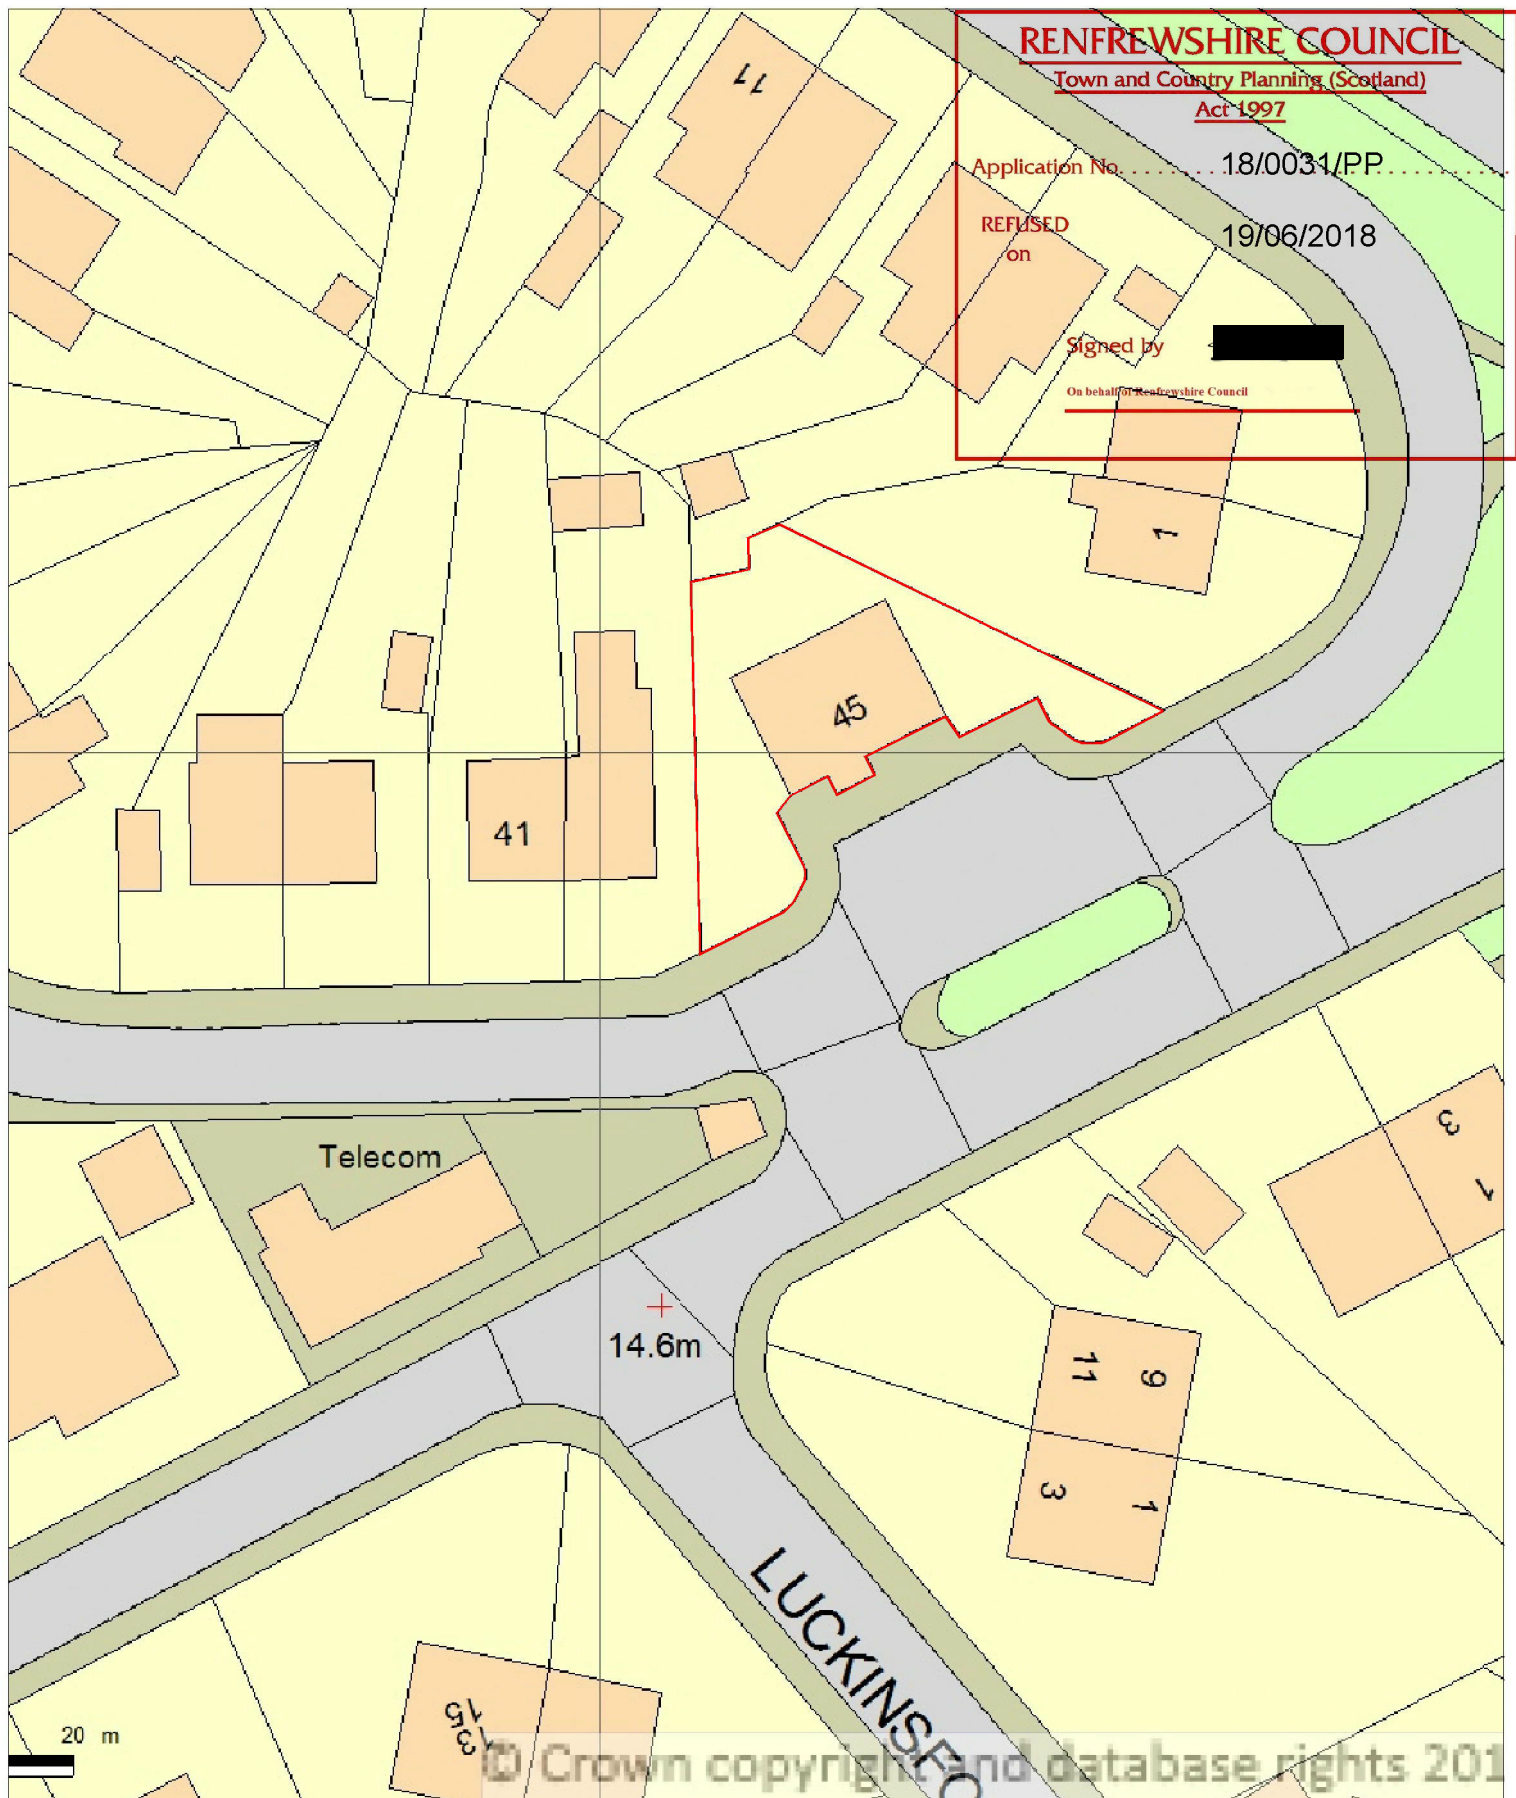 RENFREWSHIRE COUNCIL
Town and Country Planning (Scotland)
Act 1997
Application No. 18/0031/PP
REFUSED
on
19/06/2018
Signed by
On behalf of Renfrewshire Council
11
1
45
41
Telecom
3
1
14.6m
11
9
3
1
LUCKINSFO
20 m
© Crown copyright and database rights 201